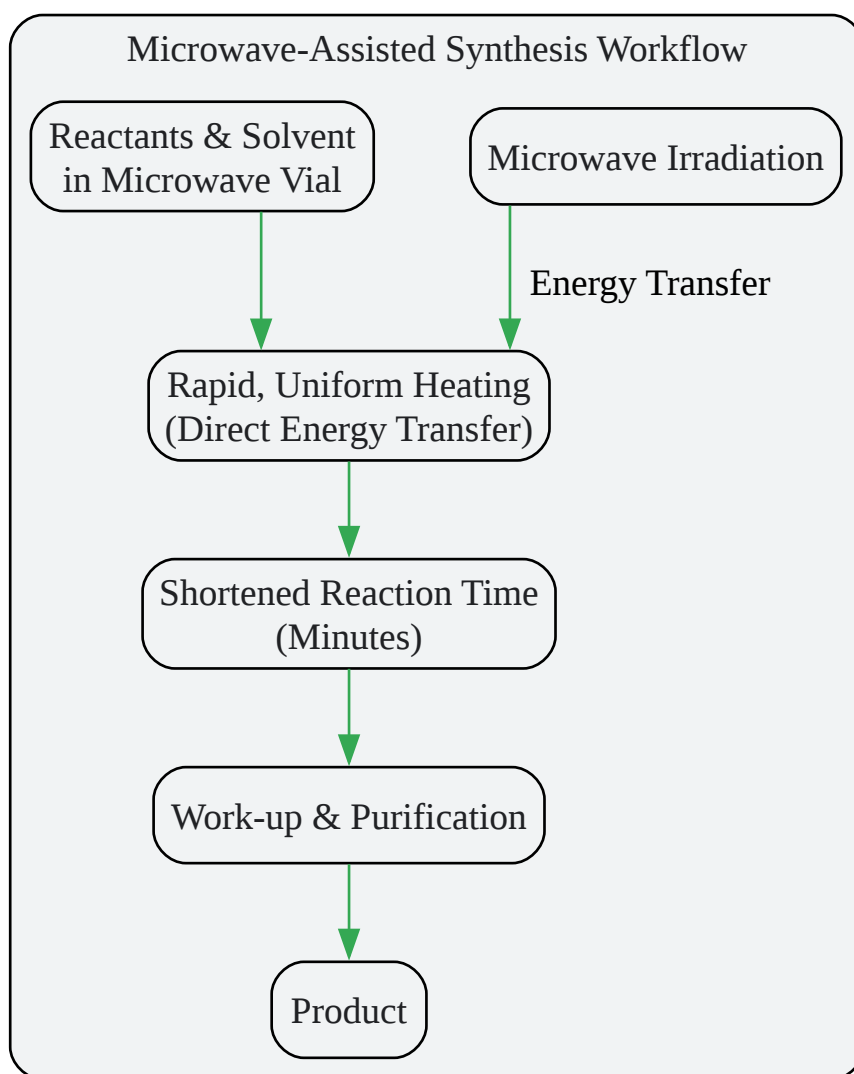 Microwave-Assisted Synthesis Workflow
Reactants & Solvent
in Microwave Vial
Microwave Irradiation
Energy Transfer
Rapid, Uniform Heating
(Direct Energy Transfer)
Shortened Reaction Time
(Minutes)
Work-up & Purification
Product